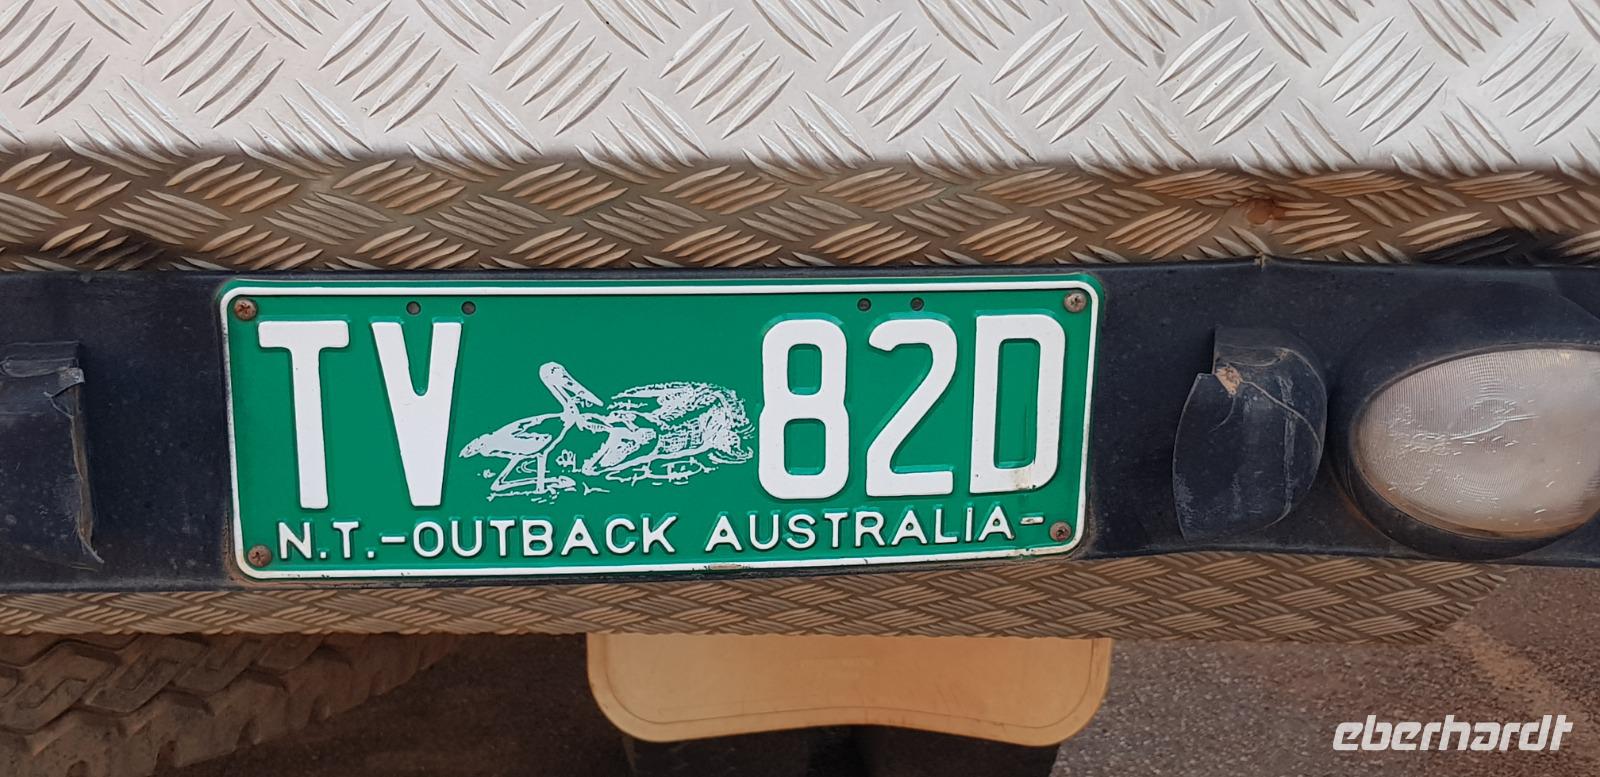 TV 82D
N.T.-OUTBACK AUSTRALIA-
eberhardt